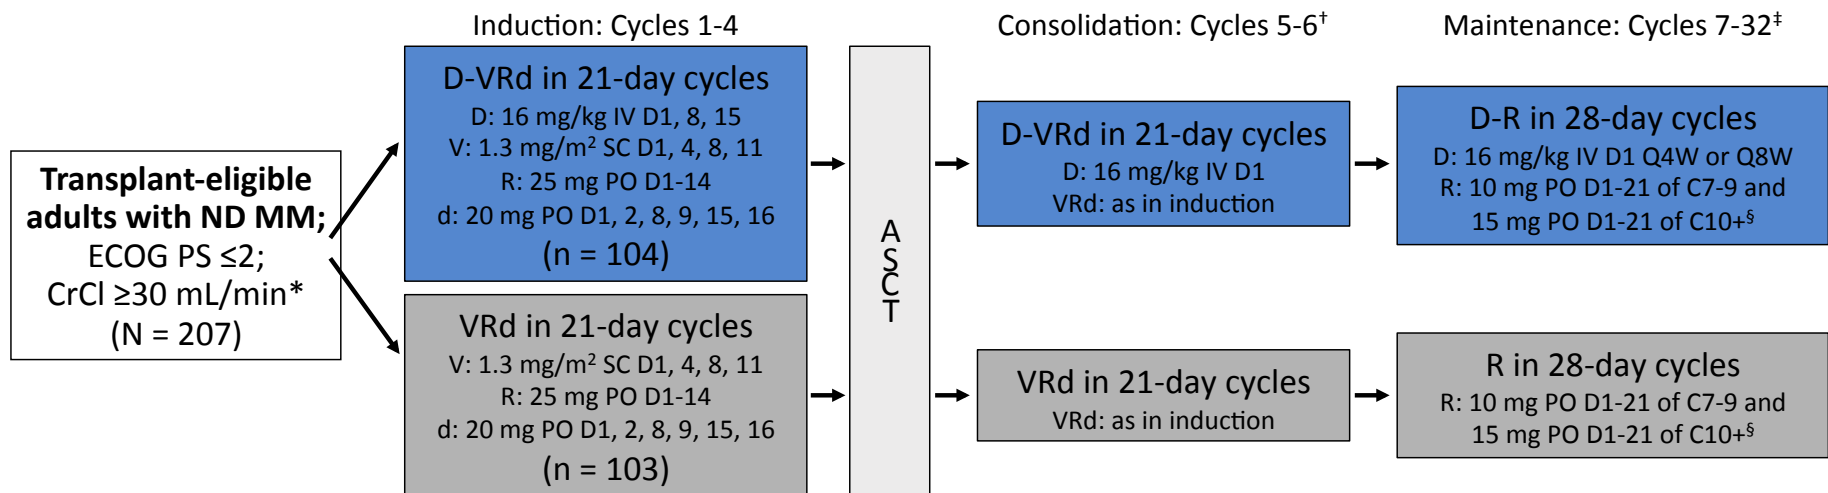 Induction: Cycles 1-4
Consolidation: Cycles 5-6†
Maintenance: Cycles 7-32‡
Transplant-eligible
adults with ND MM;
ECOG PS ≤2;
CrCl ≥30 mL/min*
(N = 207)
D-VRd in 21-day cycles
D: 16 mg/kg IV D1, 8, 15
V: 1.3 mg/m² SC D1, 4, 8, 11
R: 25 mg PO D1-14
d: 20 mg PO D1, 2, 8, 9, 15, 16
(n = 104)
VRd in 21-day cycles
V: 1.3 mg/m² SC D1, 4, 8, 11
R: 25 mg PO D1-14
d: 20 mg PO D1, 2, 8, 9, 15, 16
(n = 103)
ASCT
D-VRd in 21-day cycles
D: 16 mg/kg IV D1
VRd: as in induction
VRd in 21-day cycles
VRd: as in induction
D-R in 28-day cycles
D: 16 mg/kg IV D1 Q4W or Q8W
R: 10 mg PO D1-21 of C7-9 and
15 mg PO D1-21 of C10+§
R in 28-day cycles
R: 10 mg PO D1-21 of C7-9 and
15 mg PO D1-21 of C10+§